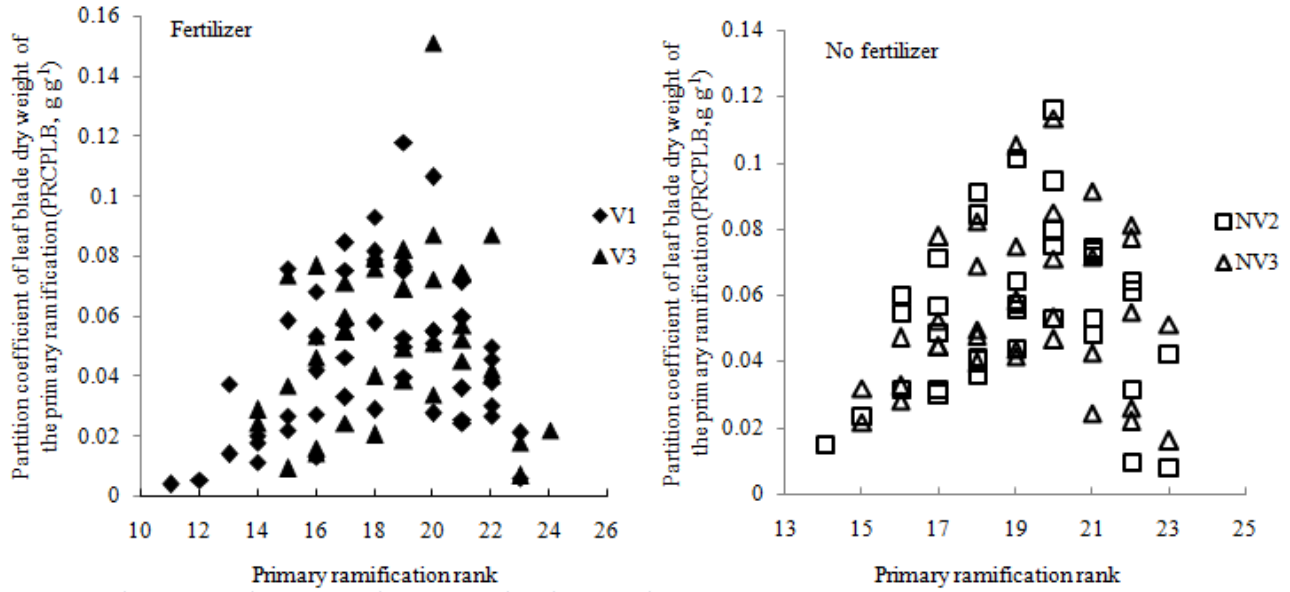 Partition coefficient of leaf blade dry weight of
the primary ramification (PRCPLB, g g-1)
Fertilizer
0.16
0.14
0.12
0.1
0.08
0.06
0.04
0.02
0
10 12 14 16 18 20 22 24 26
Primary ramification rank
V1
V3
Partition coefficient of leaf blade dry weight of
the primary ramification (PRCPLB,g g-1)
No fertilizer
0.14
0.12
0.1
0.08
0.06
0.04
0.02
0
13 15 17 19 21 23 25
Primary ramification rank
NV2
NV3